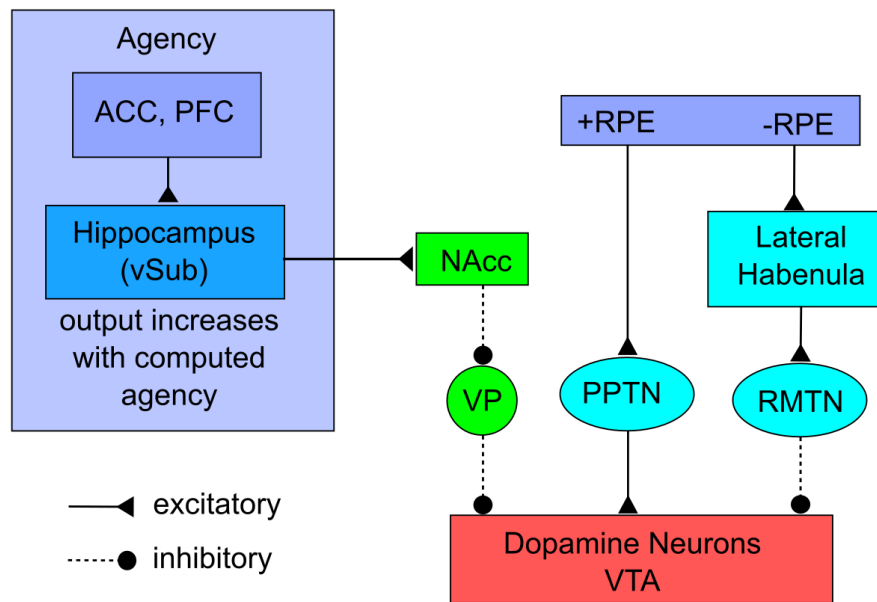 Agency
ACC, PFC
Hippocampus
(vSub)
output increases
with computed
agency
NAcc
VP
+RPE -RPE
Lateral
Habenula
PPTN
RMTN
Dopamine Neurons
VTA
excitatory
inhibitory